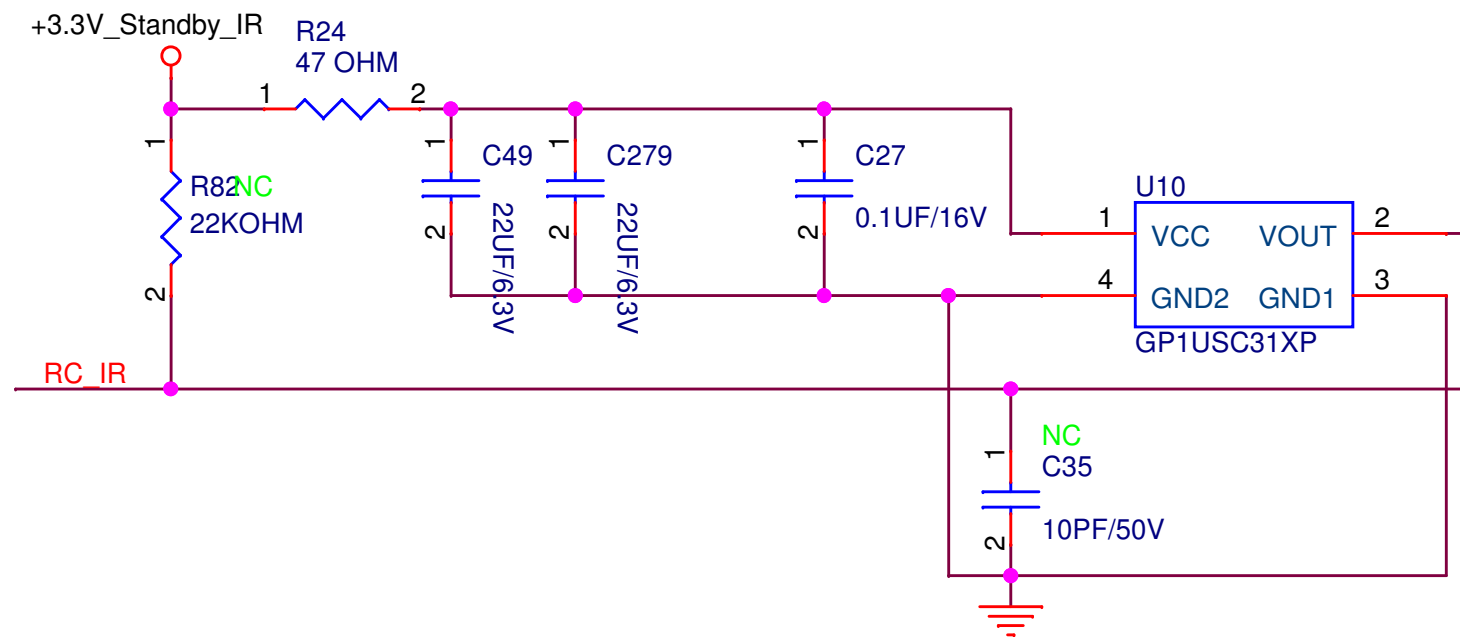 +3.3V_Standby_IR
R24
47 OHM
1
2
1
R82
NC
22KOHM
2
1
C49
22UF/6.3V
2
1
C279
22UF/6.3V
2
1
C27
0.1UF/16V
2
U10
1
VCC
VOUT
2
4
GND2
GND1
3
GP1USC31XP
RC_IR
NC
1
C35
10PF/50V
2